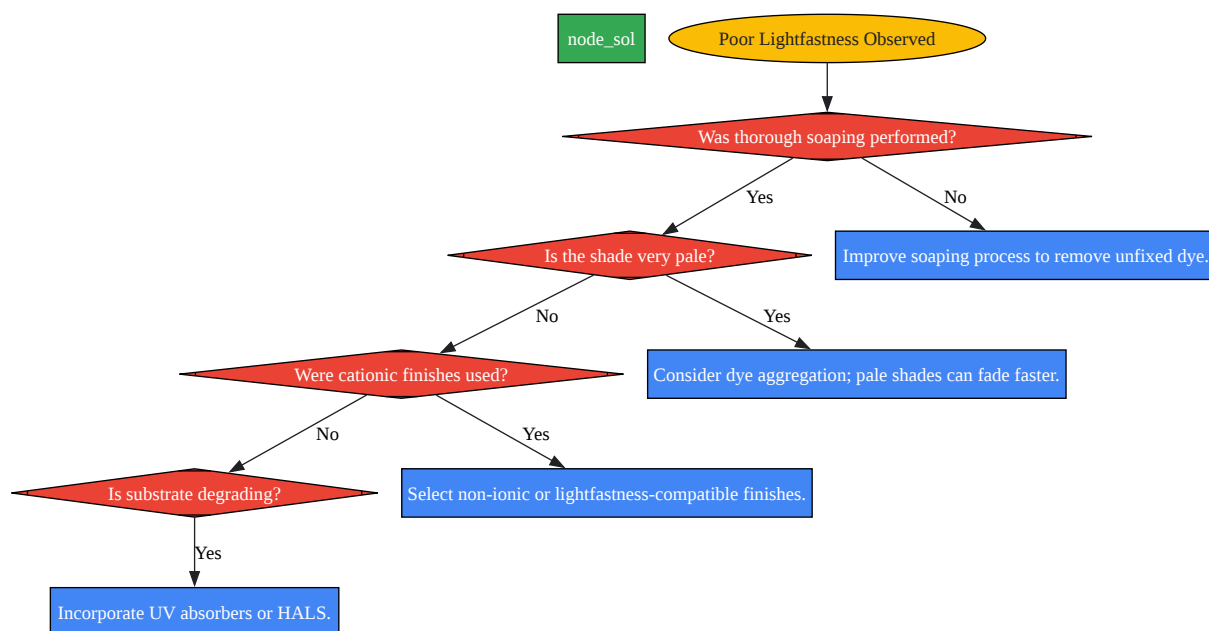 node_sol
Poor Lightfastness Observed
Was thorough soaping performed?
Yes
No
Is the shade very pale?
Improve soaping process to remove unfixed dye.
No
Yes
Were cationic finishes used?
Consider dye aggregation; pale shades can fade faster.
No
Yes
Is substrate degrading?
Select non-ionic or lightfastness-compatible finishes.
Yes
Incorporate UV absorbers or HALS.